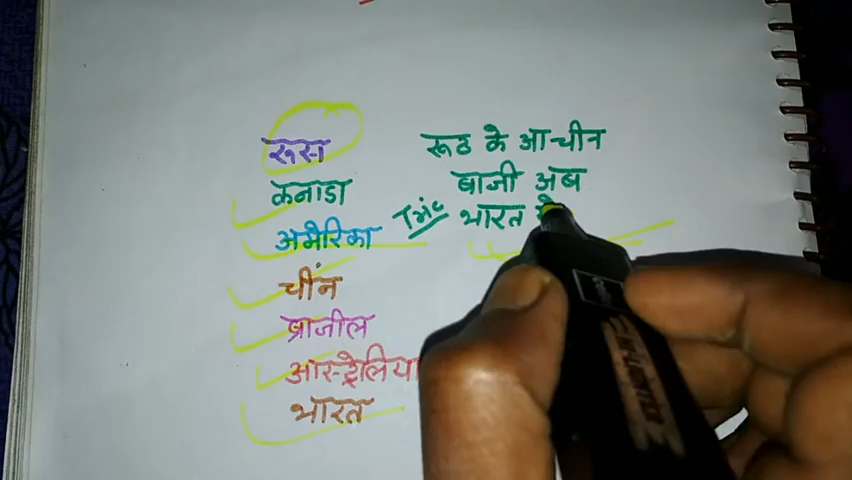 रूस
कनाडा
अमेरिका
चींन
ब्राजील
आस्ट्रेलिया
भारत
रूठ के आ चीन
बाजी अब
भारत